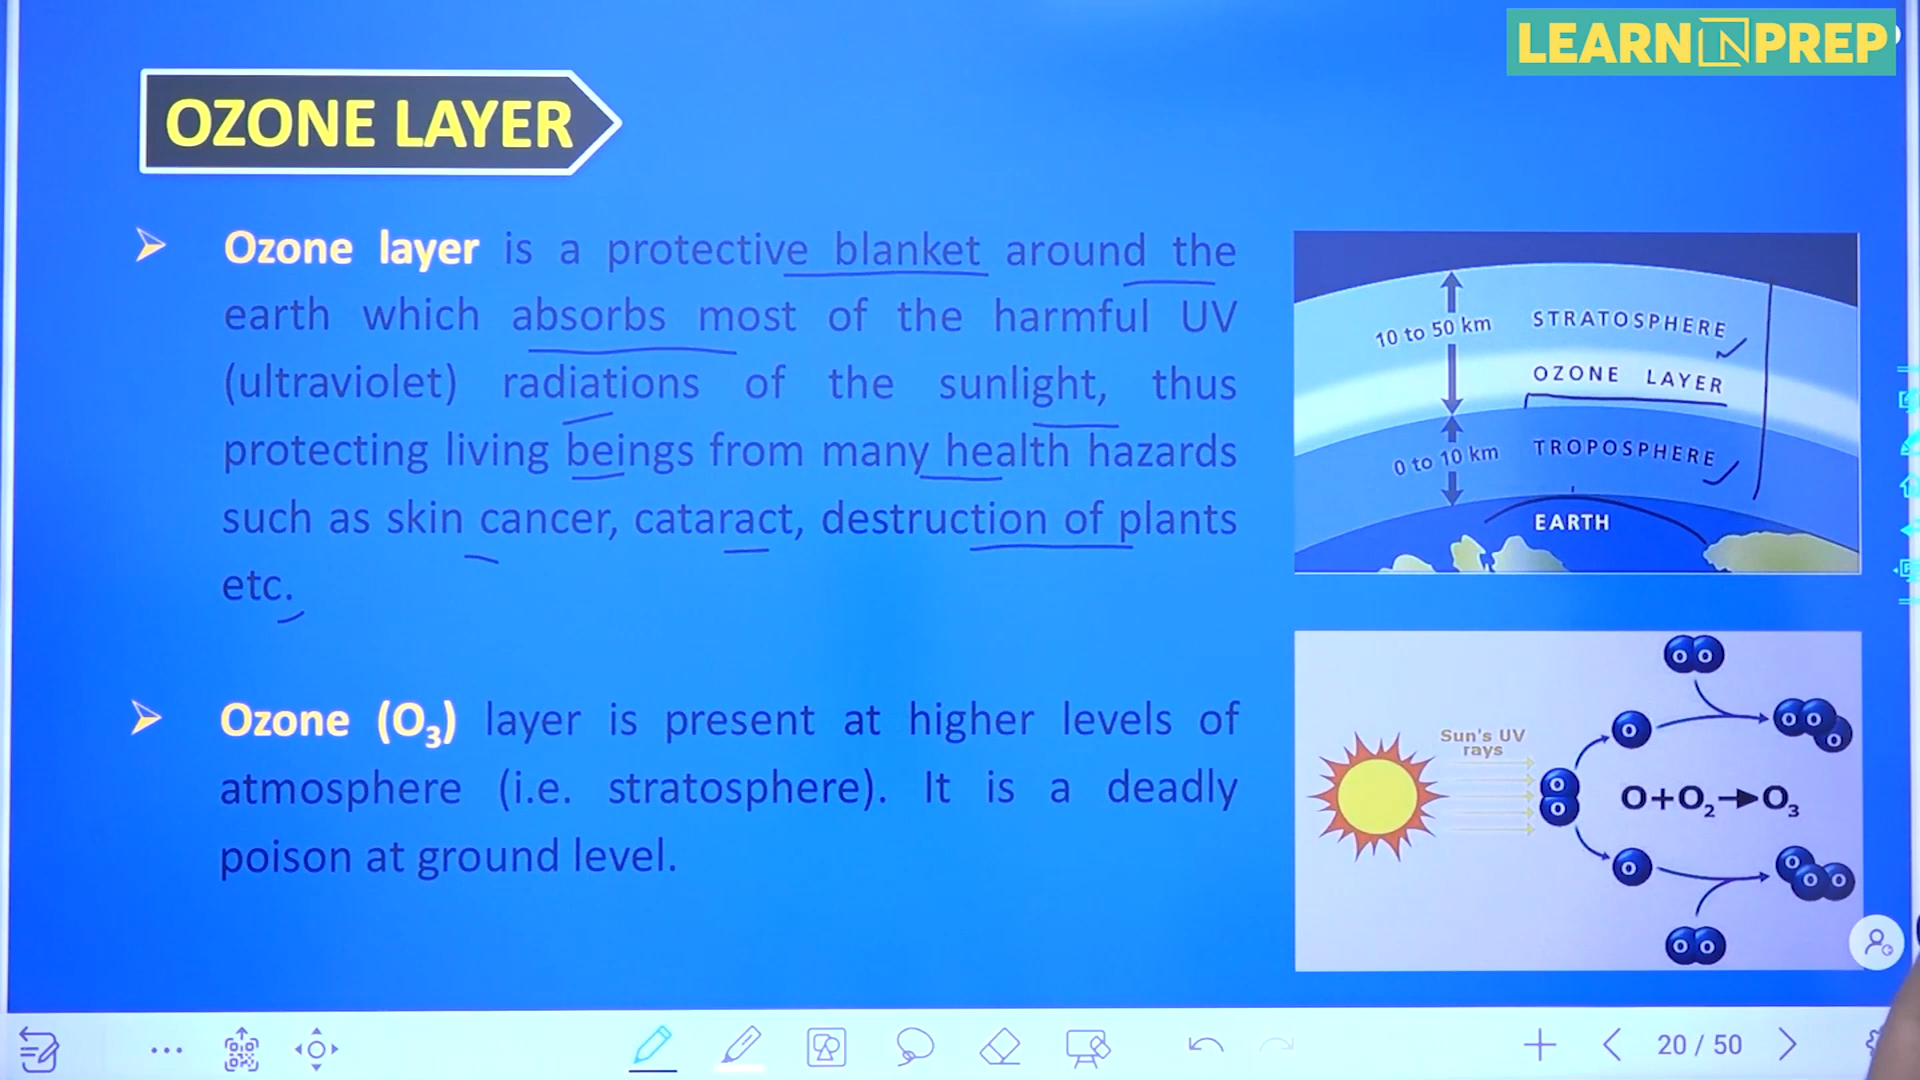 LEARN N PREP
OZONE LAYER
Ozone layer is a protective blanket around the
earth which absorbs most of the harmful UV
(ultraviolet) radiations of the sunlight, thus
protecting living beings from many health hazards
such as skin cancer, cataract, destruction of plants
etc.
Ozone (O₃) layer is present at higher levels of
atmosphere (i.e. stratosphere). It is a deadly
poison at ground level.
10 to 50 km STRATOSPHERE
OZONE LAYER
0 to 10 km TROPOSPHERE
EARTH
O O
Sun's UV
rays
O
O O O
O
O
O+O₂→O₃
O
O O O
O O
20 / 50